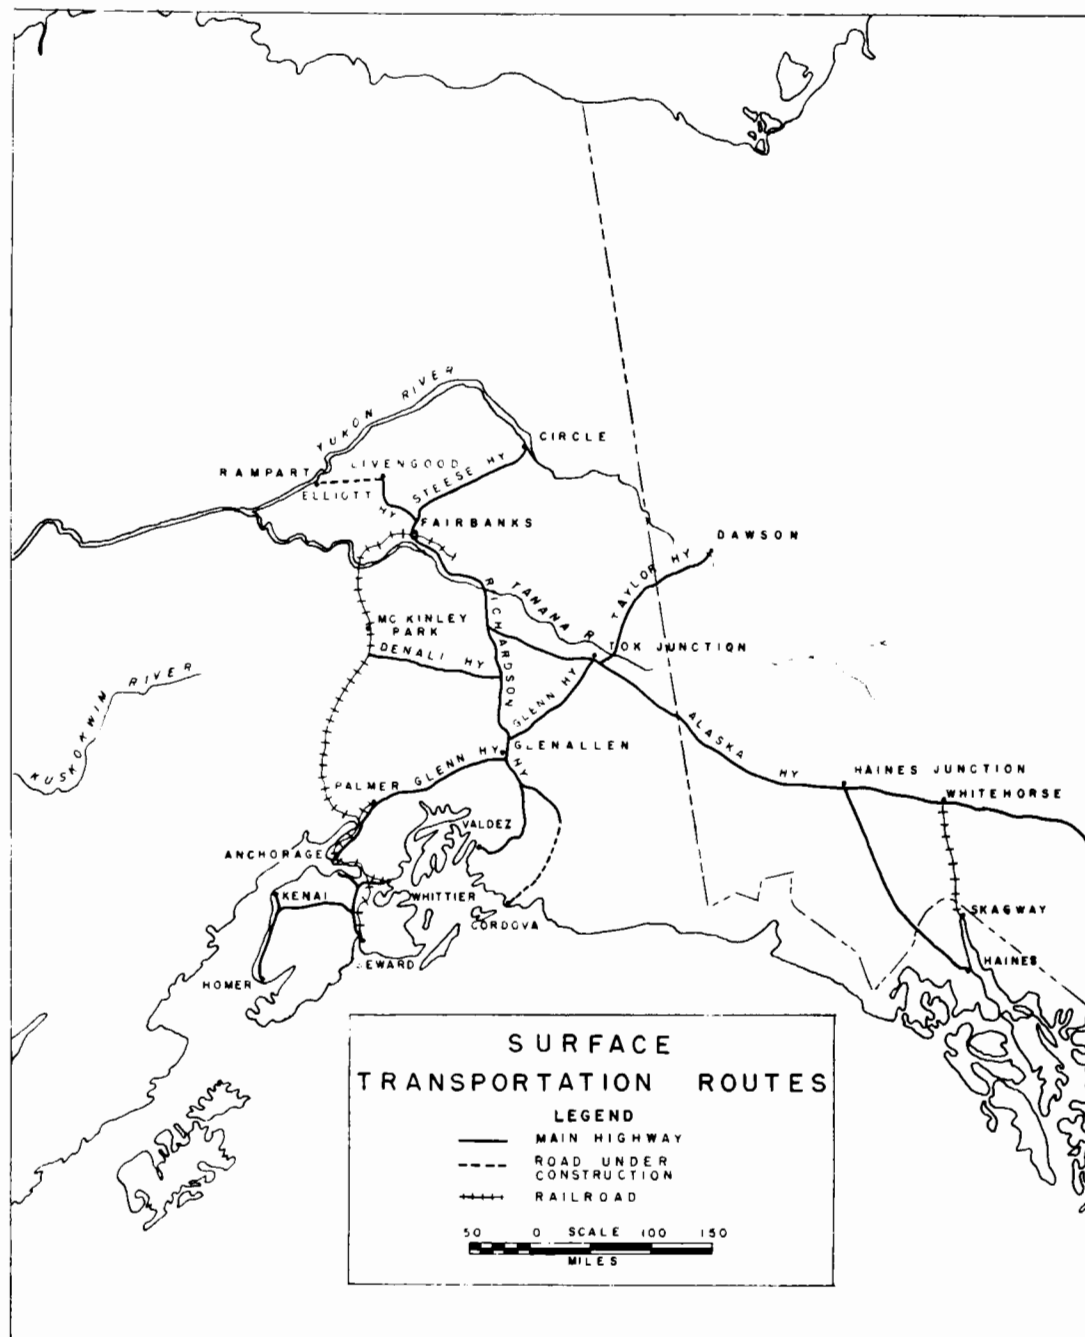 YUKON RIVER
CIRCLE
RAMPART
LIVENGOOD
STEESE HY
ELLIOTT HY
FAIRBANKS
DAWSON
TAYLOR HY
TANANA R
RICHARDSON HY
MC KINLEY
PARK
DENALI HY
TOK JUNCTION
KUSKOKWIN RIVER
GLENN HY
ALASKA HY
GLENALLEN
GLENN HY
HAINES JUNCTION
WHITEHORSE
PALMER
VALDEZ
ANCHORAGE
KENAI
WHITTIER
CORDOVA
SKAGWAY
HAINES
EWARD
HOMER
SURFACE
TRANSPORTATION ROUTES
LEGEND
MAIN HIGHWAY
ROAD UNDER
CONSTRUCTION
RAILROAD
50 0 SCALE 100 150
MILES